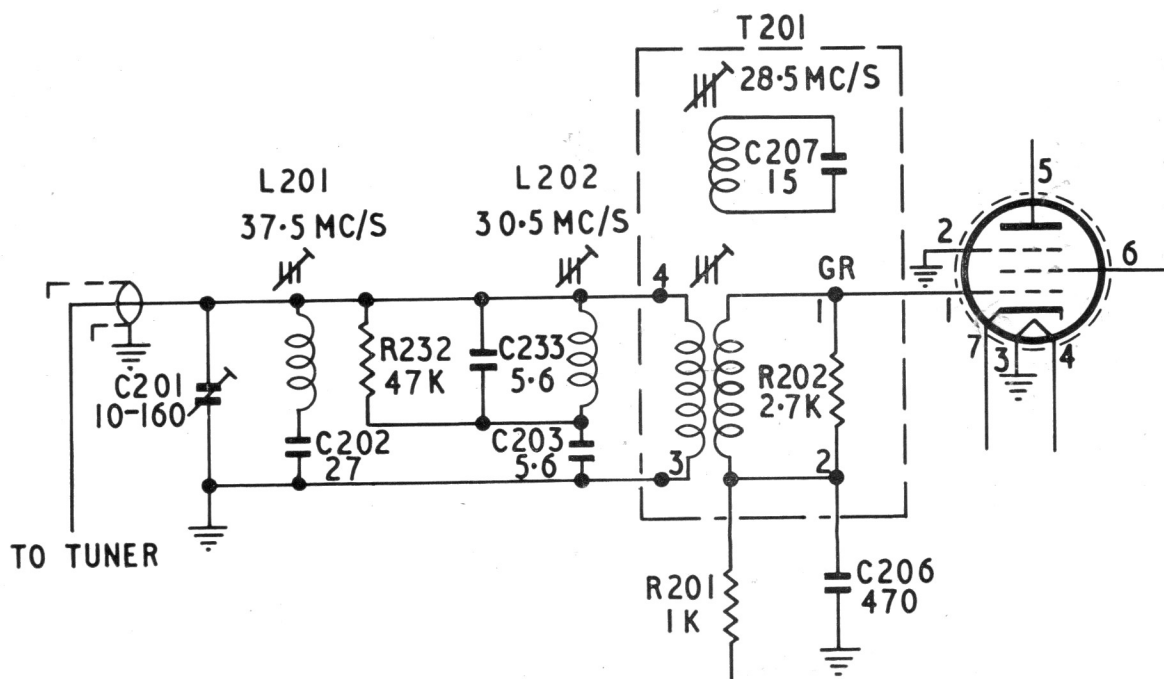 T201
28·5 MC/S
C207
15
L201
37·5 MC/S
L202
30·5 MC/S
5
2
6
4
GR
1
1
7
3
4
C201
10-160
R232
47K
C233
5·6
R202
2·7K
C202
27
C203
5·6
3
2
TO TUNER
R201
1K
C206
470